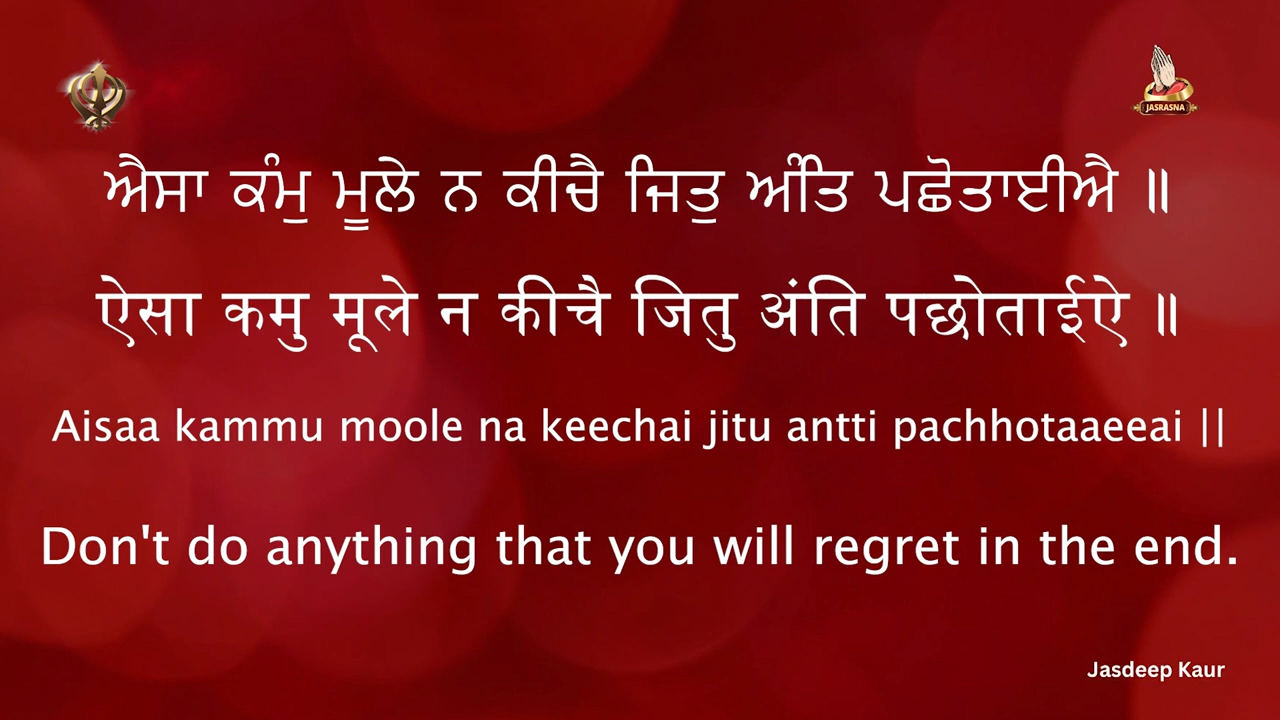 JASRASNA
ਐਸਾ ਕੰਮੁ ਮੂਲੇ ਨ ਕੀਚੈ ਜਿਤੁ ਅੰਤਿ ਪਛੋਤਾਈਐ ॥
ऐसा कमु मूले न कीचै जितु अंति पछोताईऐ ॥
Aisaa kammu moole na keechai jitu antti pachhotaaeeai ||
Don't do anything that you will regret in the end.
Jasdeep Kaur